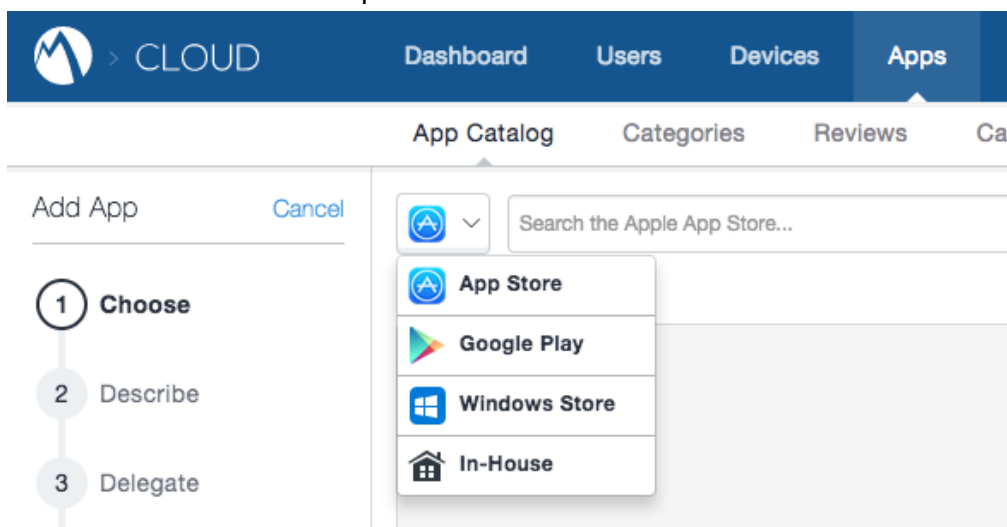 > CLOUD Dashboard Users Devices Apps
App Catalog Categories Reviews Ca
Add App Cancel
Search the Apple App Store...
App Store
1 Choose
Google Play
2 Describe
Windows Store
In-House
3 Delegate